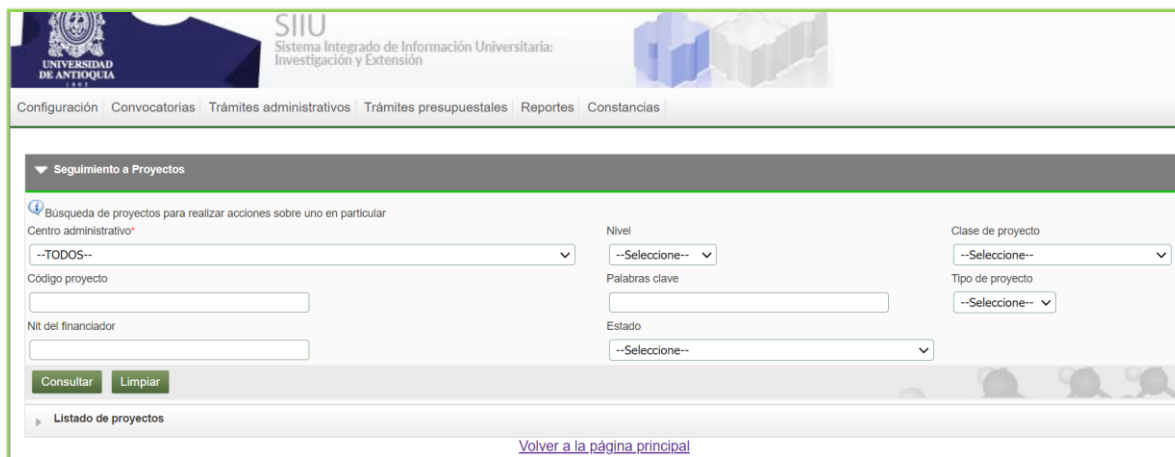 UNIVERSIDAD
DE ANTIOQUIA
1803
SIIU
Sistema Integrado de Información Universitaria:
Investigación y Extensión
Configuración Convocatorias Trámites administrativos Trámites presupuestales Reportes Constancias
Seguimiento a Proyectos
Búsqueda de proyectos para realizar acciones sobre uno en particular
Centro administrativo* Nivel Clase de proyecto
--TODOS-- --Seleccione-- --Seleccione--
Código proyecto Palabras clave Tipo de proyecto
--Seleccione--
Nit del financiador Estado
--Seleccione--
Consultar Limpiar
Listado de proyectos
Volver a la página principal